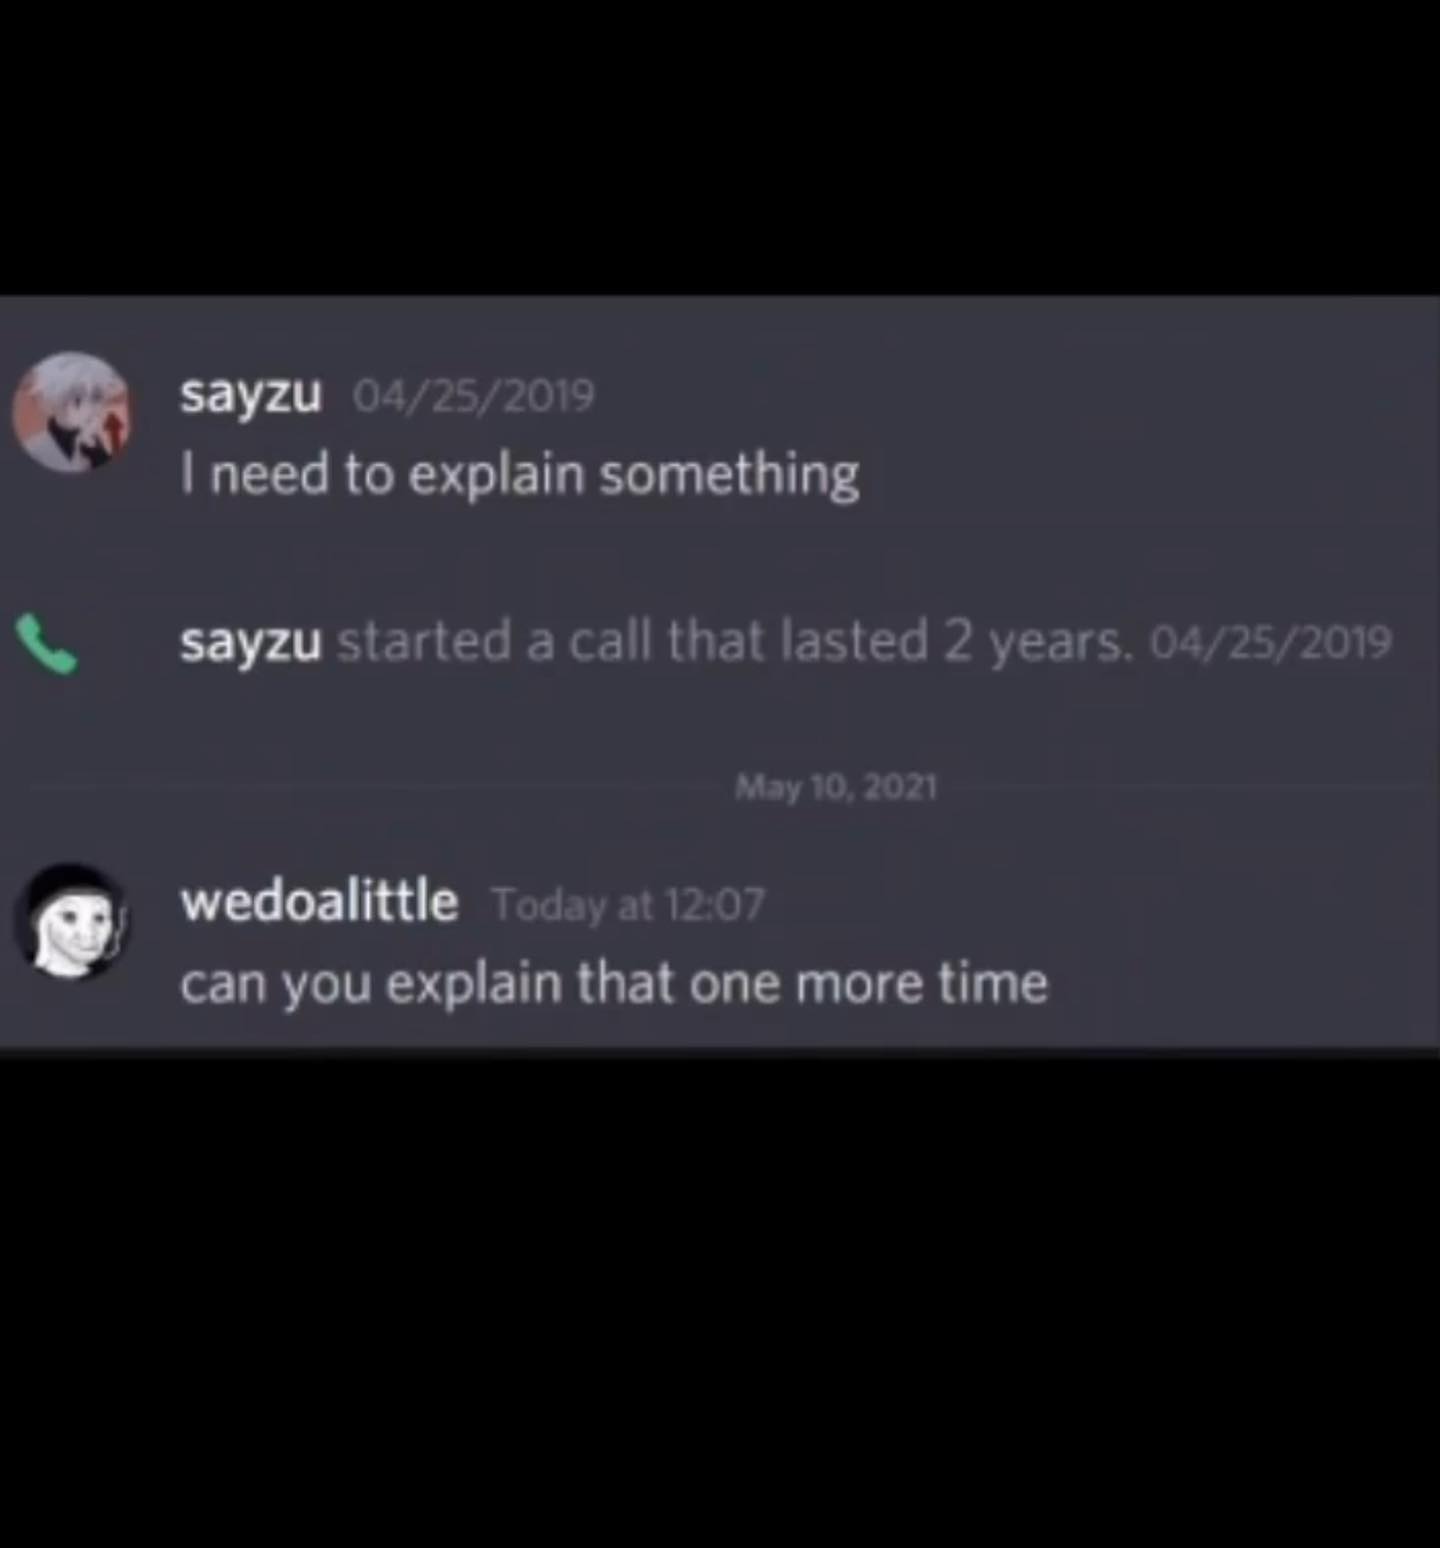 sayzu 04/25/2019
I need to explain something
sayzu started a call that lasted 2 years. 04/25/2019
May 10, 2021
wedoalittle Today at 12:07
can you explain that one more time